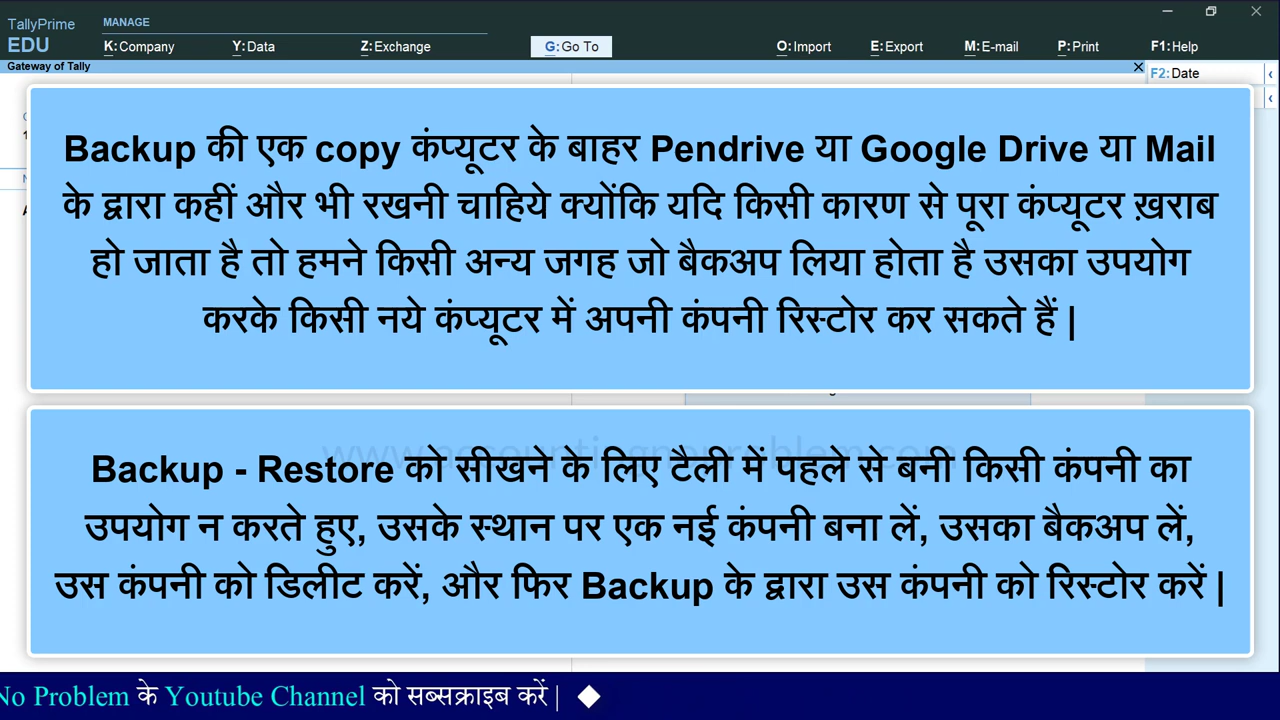 TallyPrime
EDU
MANAGE
K:Company
Y:Data
Z:Exchange
G:Go To
O:Import
E:Export
M:E-mail
P:Print
F1:Help
Gateway of Tally
F2:Date
Backup की एक copy कंप्यूटर के बाहर Pendrive या Google Drive या Mail
के द्वारा कहीं और भी रखनी चाहिये क्योंकि यदि किसी कारण से पूरा कंप्यूटर ख़राब
हो जाता है तो हमने किसी अन्य जगह जो बैकअप लिया होता है उसका उपयोग
करके किसी नये कंप्यूटर में अपनी कंपनी रिस्टोर कर सकते हैं |
www.accountingnoproblem.com
Backup - Restore को सीखने के लिए टैली में पहले से बनी किसी कंपनी का
उपयोग न करते हुए, उसके स्थान पर एक नई कंपनी बना लें, उसका बैकअप लें,
उस कंपनी को डिलीट करें, और फिर Backup के द्वारा उस कंपनी को रिस्टोर करें |
No Problem के Youtube Channel को सब्सक्राइब करें | ◆